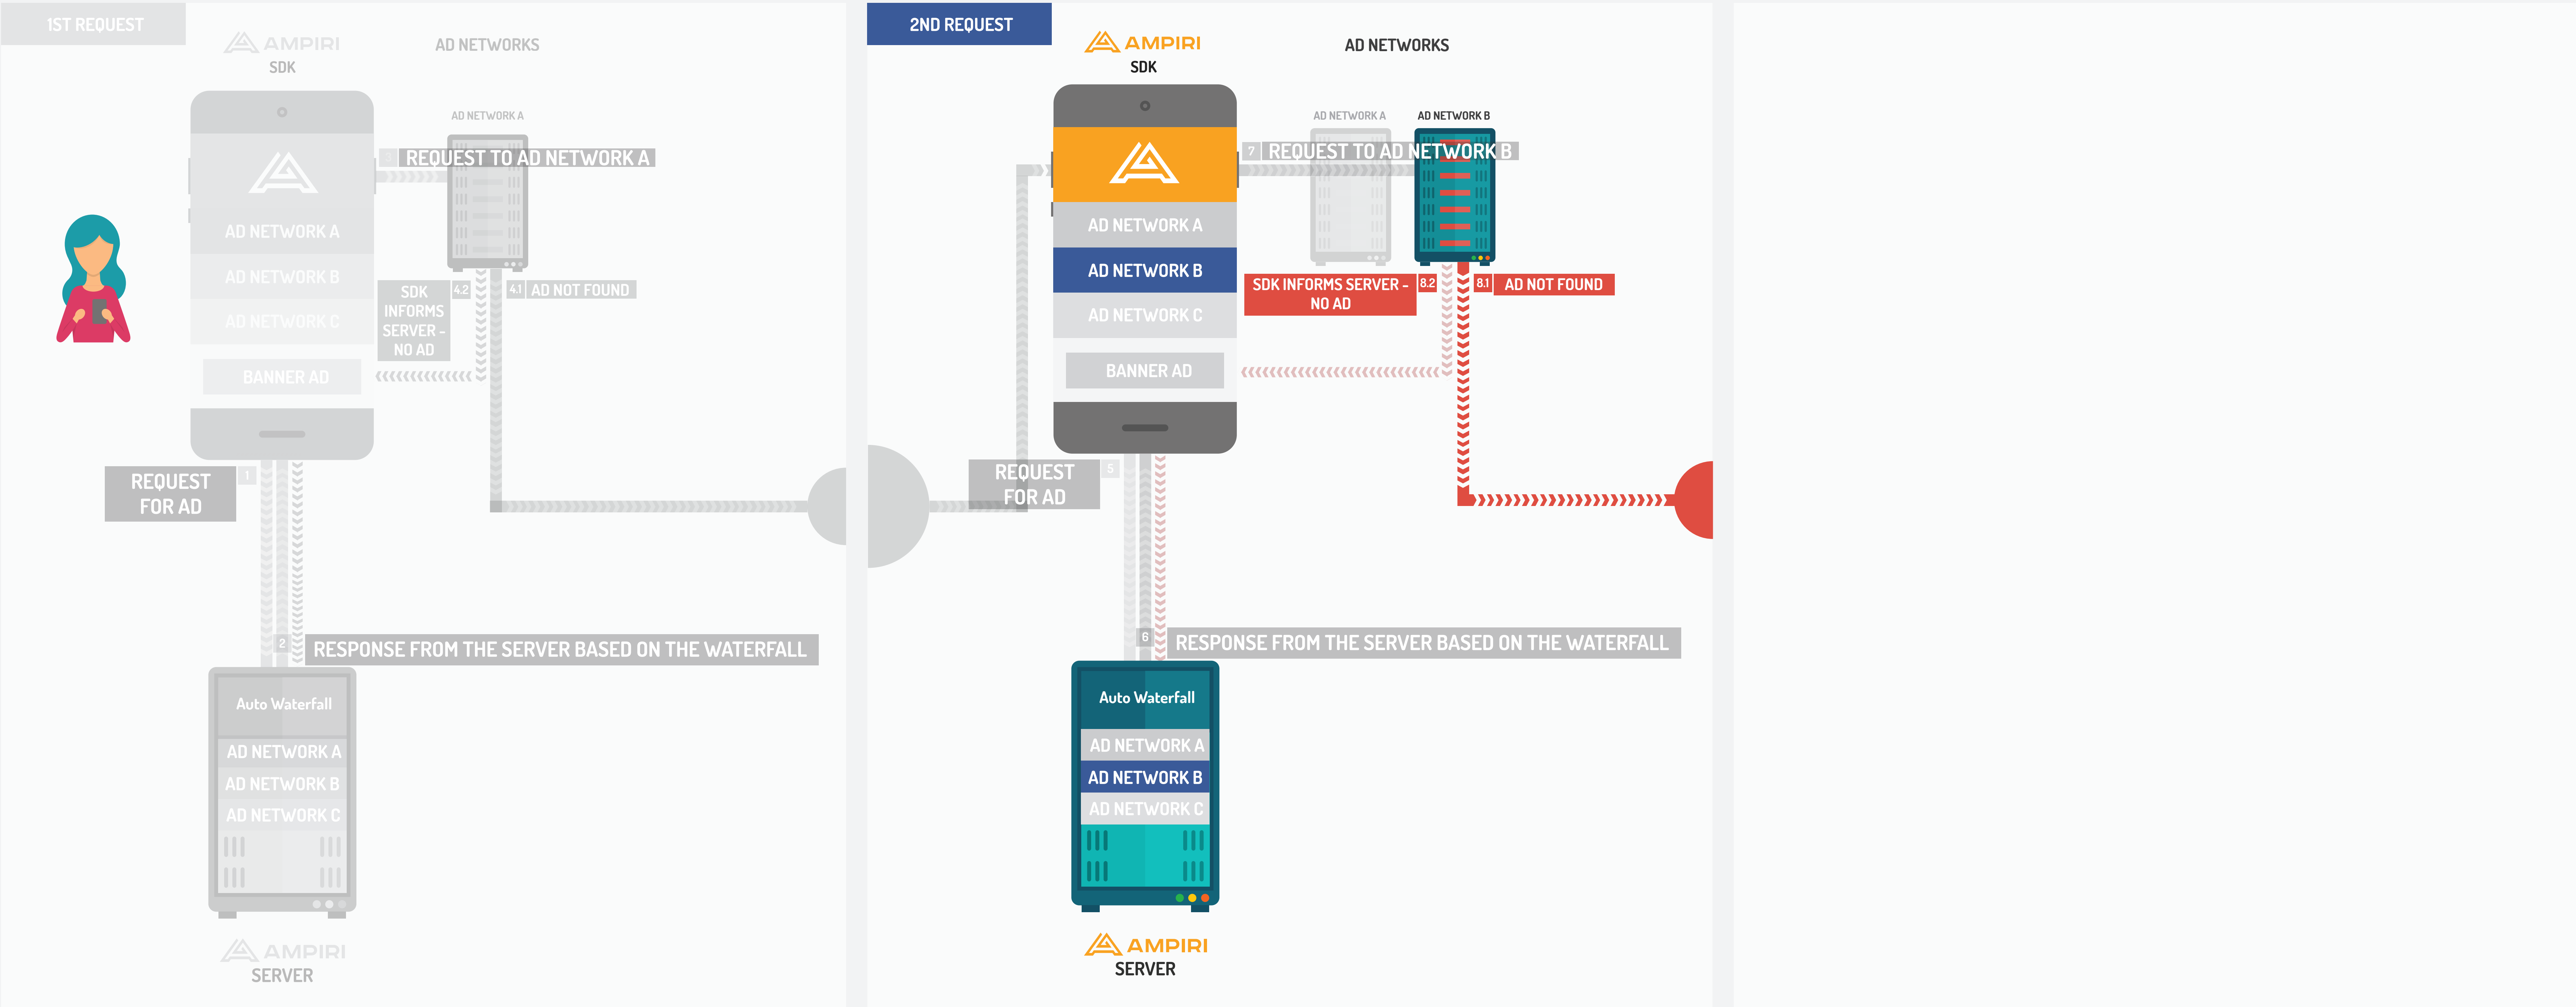 1ST REQUEST
AMPIRI
SDK
AD NETWORKS
AD NETWORK A
3
REQUEST TO AD NETWORK A
AD NETWORK A
AD NETWORK B
AD NETWORK C
BANNER AD
SDK
INFORMS
SERVER -
NO AD
4.2
4.1
AD NOT FOUND
REQUEST
FOR AD
1
2
RESPONSE FROM THE SERVER BASED ON THE WATERFALL
Auto Waterfall
AD NETWORK A
AD NETWORK B
AD NETWORK C
AMPIRI
SERVER
2ND REQUEST
AMPIRI
SDK
AD NETWORKS
AD NETWORK A
AD NETWORK B
7
REQUEST TO AD NETWORK B
AD NETWORK A
AD NETWORK B
AD NETWORK C
BANNER AD
SDK INFORMS SERVER -
NO AD
8.2
8.1
AD NOT FOUND
REQUEST
FOR AD
5
6
RESPONSE FROM THE SERVER BASED ON THE WATERFALL
Auto Waterfall
AD NETWORK A
AD NETWORK B
AD NETWORK C
AMPIRI
SERVER